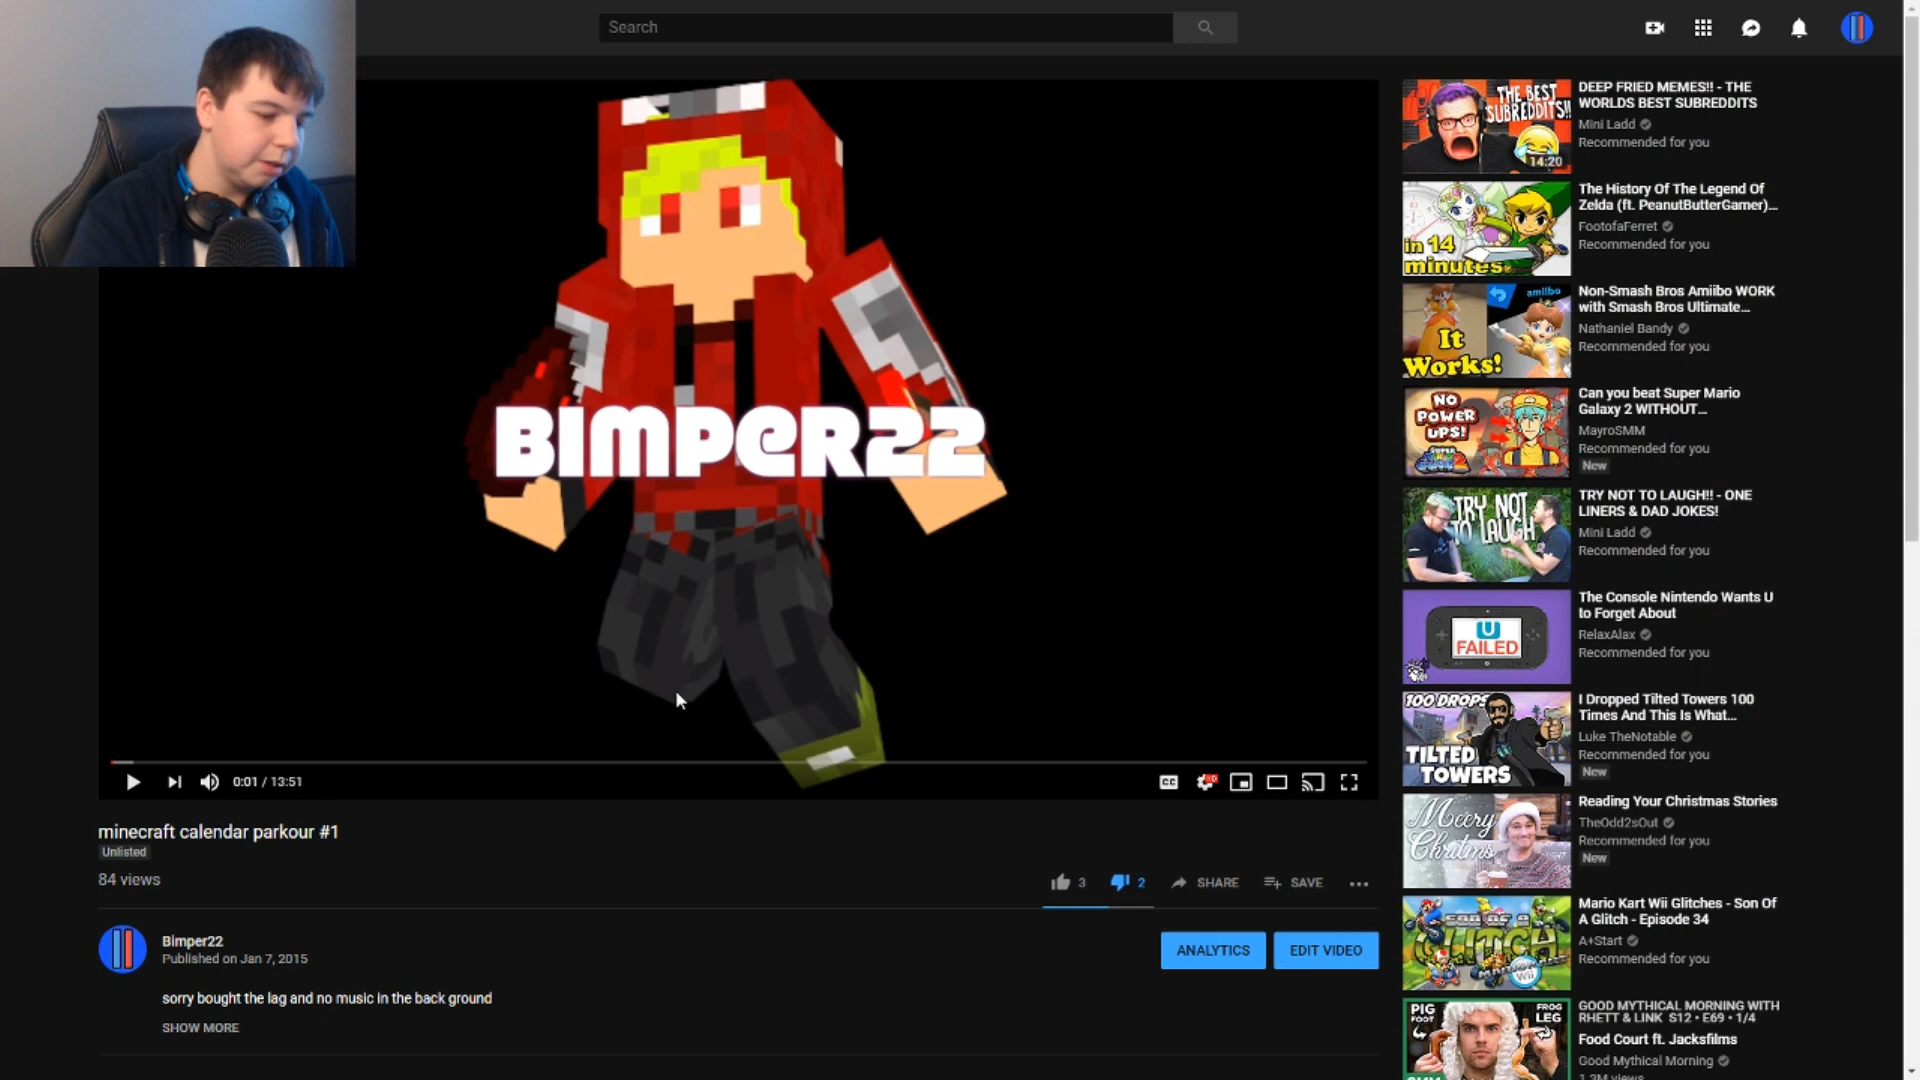 Search
BIMPER22
0:01 / 13:51
CC
HD
minecraft calendar parkour #1
Unlisted
84 views
3
2
SHARE
SAVE
Bimper22
Published on Jan 7, 2015
ANALYTICS
EDIT VIDEO
sorry bought the lag and no music in the back ground
SHOW MORE
THE BEST
SUBREDDITS!!
14:20
DEEP FRIED MEMES!! - THE
WORLDS BEST SUBREDDITS
Mini Ladd
Recommended for you
in 14
minutes.
The History Of The Legend Of
Zelda (ft. PeanutButterGamer)...
FootofaFerret
Recommended for you
amiibo
It
Works!
Non-Smash Bros Amiibo WORK
with Smash Bros Ultimate...
Nathaniel Bandy
Recommended for you
NO
POWER
UPS!
Can you beat Super Mario
Galaxy 2 WITHOUT...
MayroSMM
Recommended for you
New
TRY NOT
TO LAUGH
TRY NOT TO LAUGH!! - ONE
LINERS & DAD JOKES!
Mini Ladd
Recommended for you
U
FAILED
The Console Nintendo Wants U
to Forget About
RelaxAlax
Recommended for you
100 DROPS
TILTED
TOWERS
I Dropped Tilted Towers 100
Times And This Is What...
Luke TheNotable
Recommended for you
New
Meery
Chritms
Reading Your Christmas Stories
TheOdd2sOut
Recommended for you
New
SON OF A
GLITCH
MARIOKART
Wii
Mario Kart Wii Glitches - Son Of
A Glitch - Episode 34
A+Start
Recommended for you
PIG
FOOT
FROG
LEG
GOOD MYTHICAL MORNING WITH
RHETT & LINK S12 • E69 • 1/4
Food Court ft. Jacksfilms
Good Mythical Morning
1.3M views